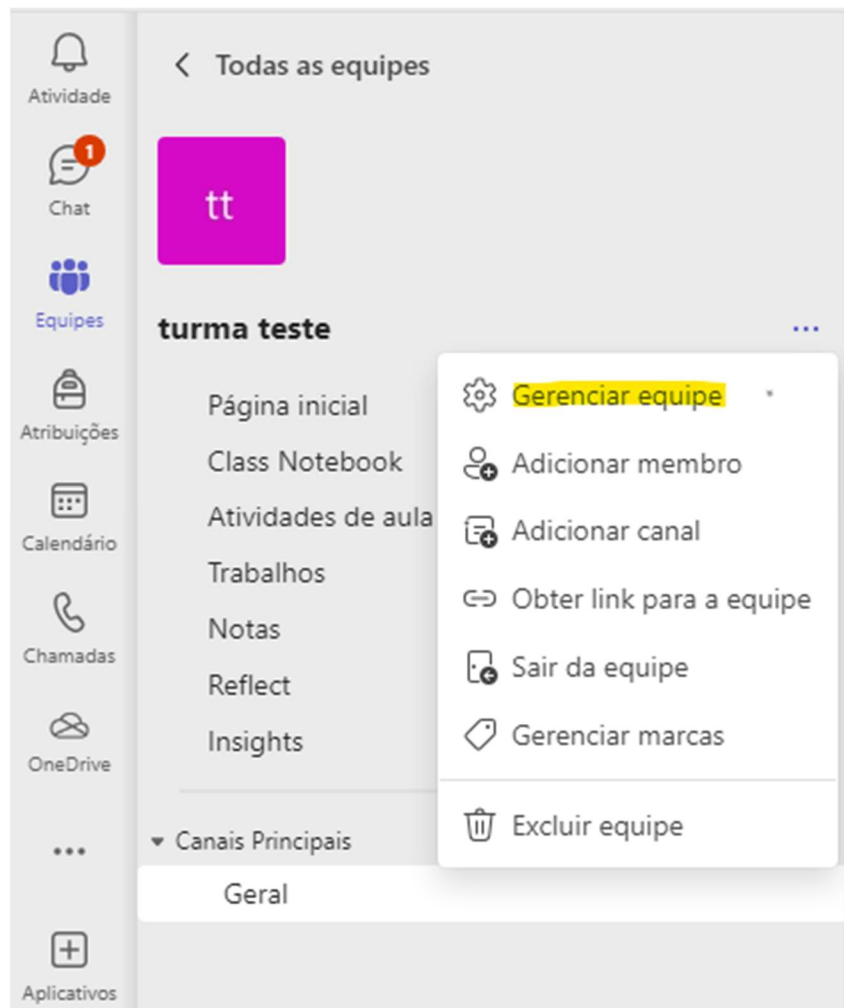 Atividade
1
Chat
Equipes
Atribuições
Calendário
Chamadas
OneDrive
Aplicativos
Todas as equipes
tt
turma teste
Página inicial
Class Notebook
Atividades de aula
Trabalhos
Notas
Reflect
Insights
Canais Principais
Geral
Gerenciar equipe
Adicionar membro
Adicionar canal
Obter link para a equipe
Sair da equipe
Gerenciar marcas
Excluir equipe